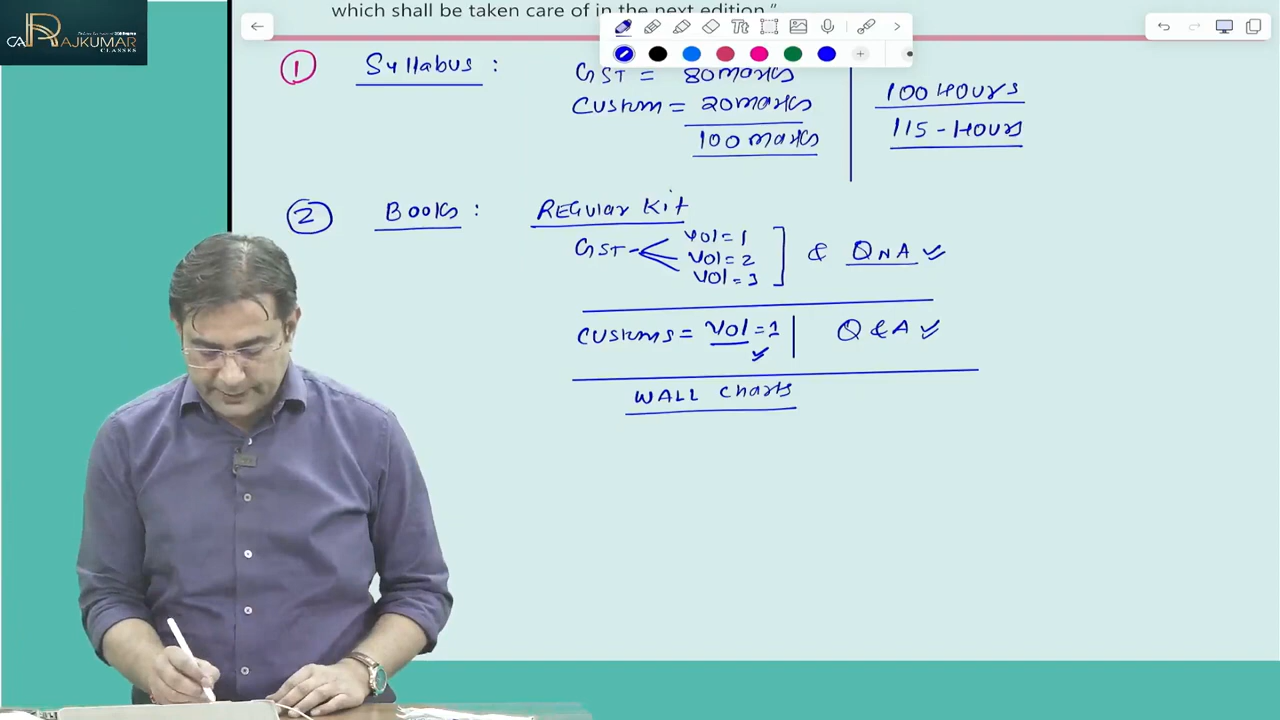 which shall be taken care of in the next edition."
CA RAJKUMAR
CLASSES
① Syllabus :
GST = 80 marks
Custom = 20 marks
100 marks
100 Hours
115 - Hours
② Books : REGular Kit
GST - Vol = 1
Vol = 2
Vol = 3
& QNA ✓
Customs = Vol = 1 | Q & A ✓
WALL Charts
Tt